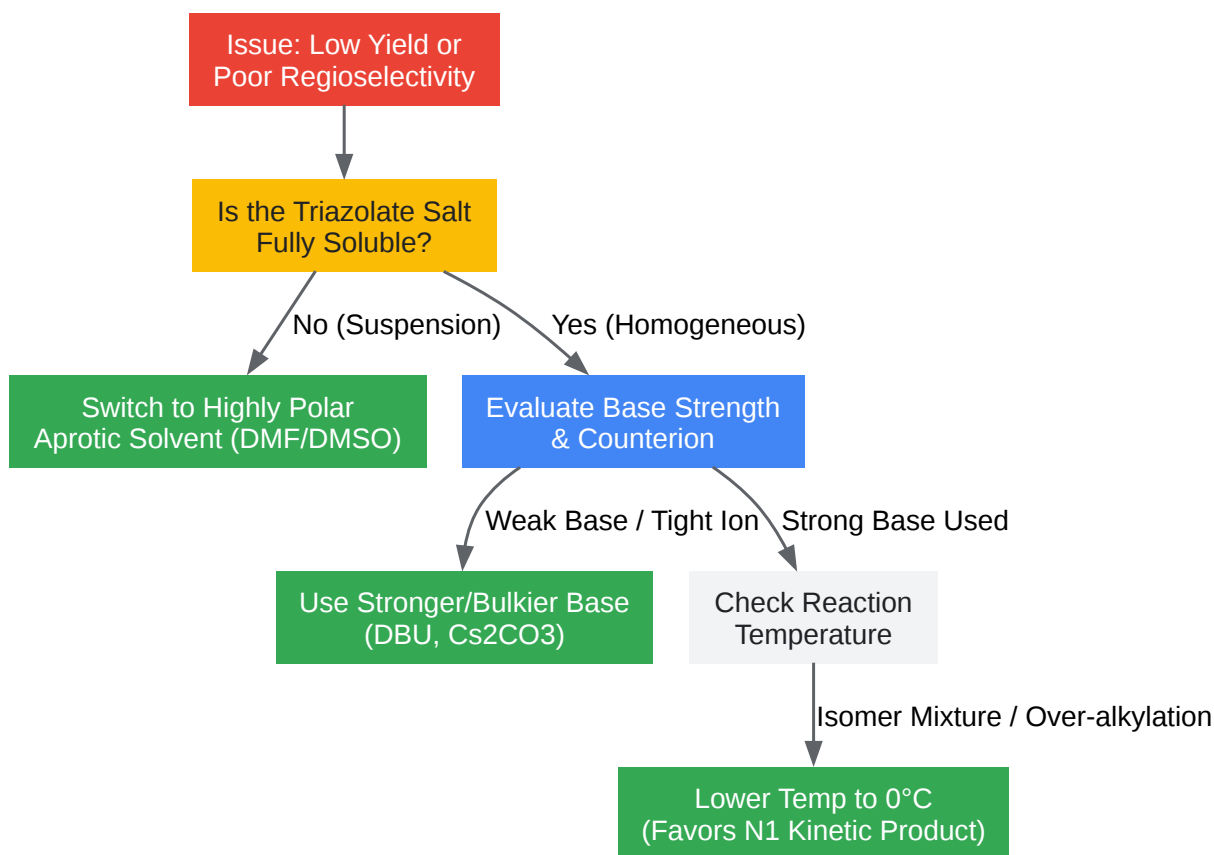 Issue: Low Yield or
Poor Regioselectivity
Is the Triazolate Salt
Fully Soluble?
No (Suspension)
Yes (Homogeneous)
Switch to Highly Polar
Aprotic Solvent (DMF/DMSO)
Evaluate Base Strength
& Counterion
Weak Base / Tight Ion
Strong Base Used
Use Stronger/Bulkier Base
(DBU, Cs2CO3)
Check Reaction
Temperature
Isomer Mixture / Over-alkylation
Lower Temp to 0°C
(Favors N1 Kinetic Product)